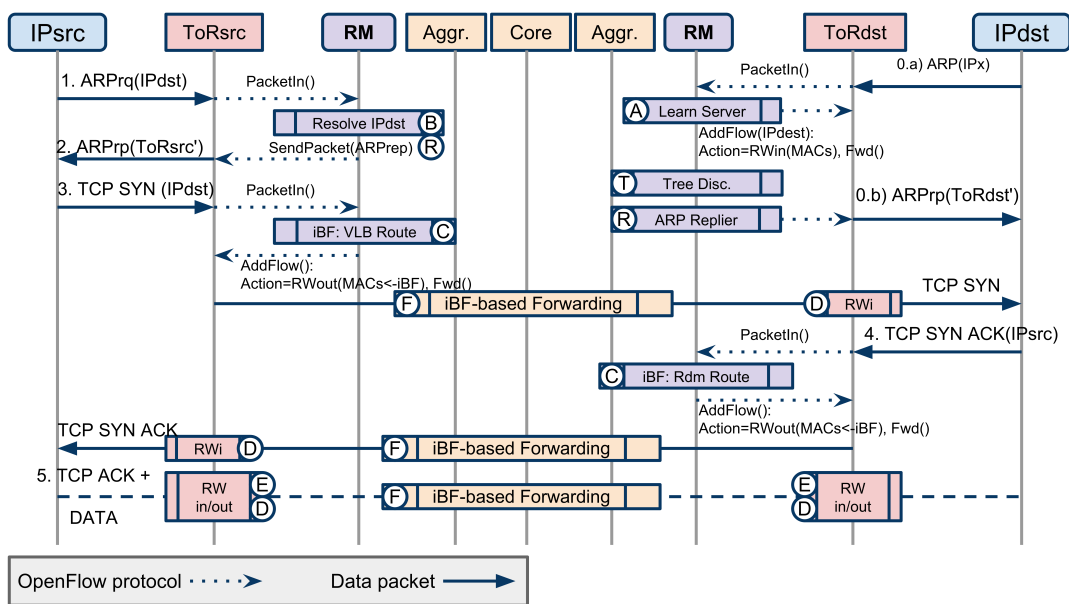 IPsrc
ToRsrc
RM
Aggr.
Core
Aggr.
RM
ToRdst
IPdst
1. ARPrq(IPdst)
PacketIn()
PacketIn()
0.a) ARP(IPx)
Resolve IPdst
B
A
Learn Server
2. ARPrp(ToRsrc')
SendPacket(ARPrep)
R
AddFlow(IPdest):
Action=RWin(MACs), Fwd()
3. TCP SYN (IPdst)
PacketIn()
T
Tree Disc.
0.b) ARPrp(ToRdst')
iBF: VLB Route
C
R
ARP Replier
AddFlow():
Action=RWout(MACs<-iBF), Fwd()
F
iBF-based Forwarding
D
RWi
TCP SYN
PacketIn()
4. TCP SYN ACK(IPsrc)
C
iBF: Rdm Route
AddFlow():
Action=RWout(MACs<-iBF), Fwd()
TCP SYN ACK
RWi
D
F
iBF-based Forwarding
5. TCP ACK +
DATA
RW
in/out
E
D
F
iBF-based Forwarding
E
D
RW
in/out
OpenFlow protocol
Data packet